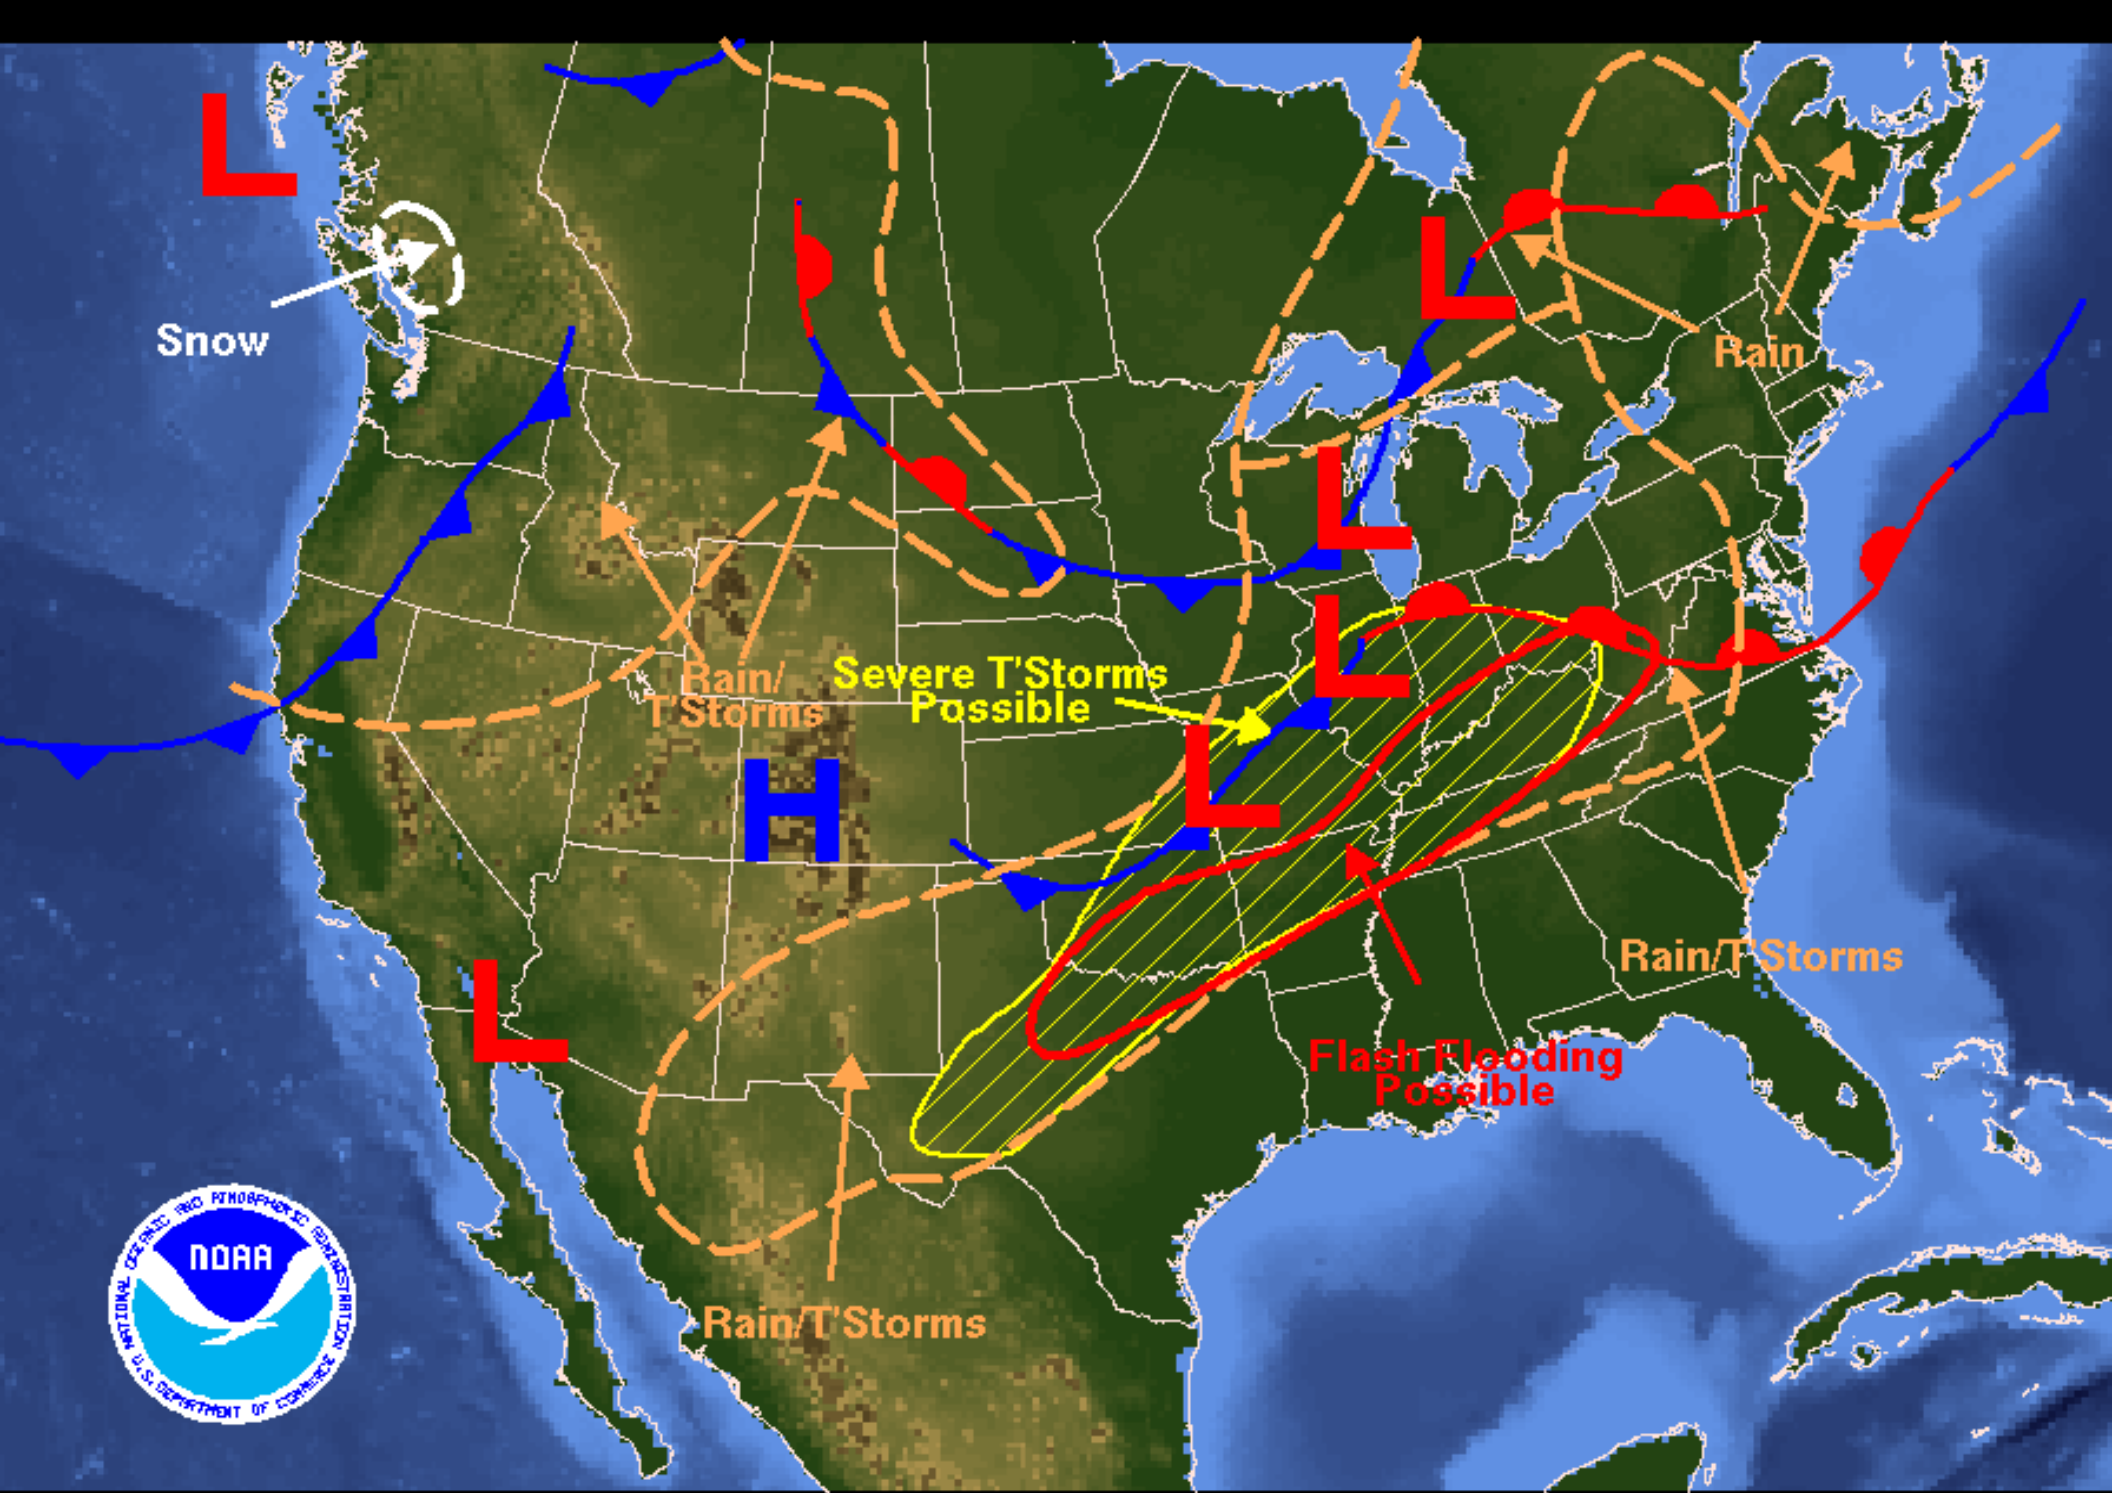 L
L
Snow
Rain
L
Rain/
T'Storms
Severe T'Storms
Possible
L
H
L
L
Rain/T'Storms
Flash Flooding
Possible
Rain/T'Storms
NATIONAL OCEANIC AND ATMOSPHERIC ADMINISTRATION
NOAA
U.S. DEPARTMENT OF COMMERCE